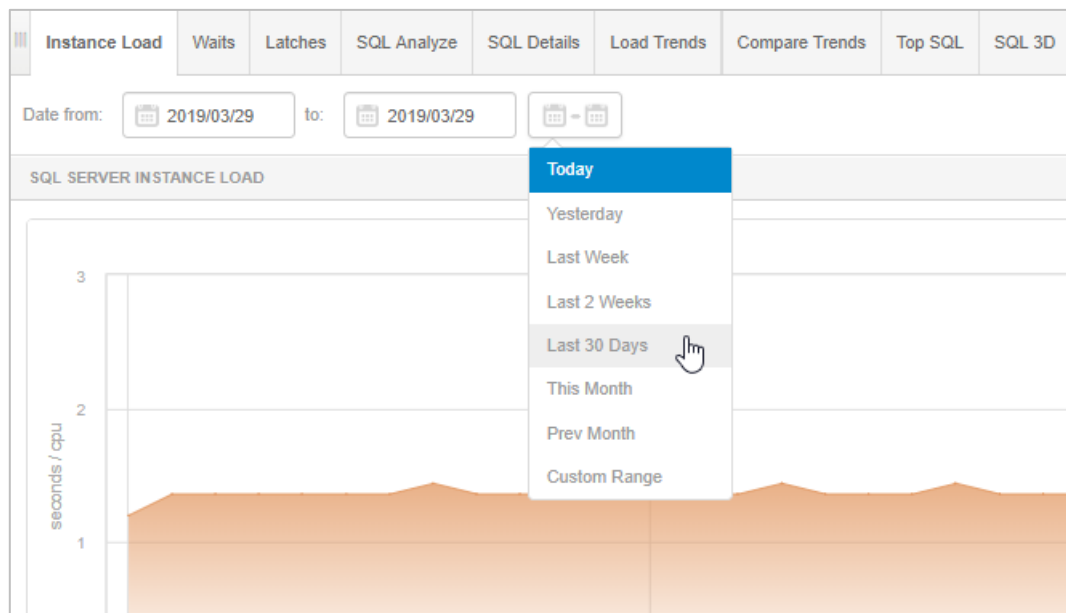 Instance Load Waits Latches SQL Analyze SQL Details Load Trends Compare Trends Top SQL SQL 3D
Date from: 2019/03/29 to: 2019/03/29
Today
SQL SERVER INSTANCE LOAD
Yesterday
Last Week
Last 2 Weeks
Last 30 Days
This Month
Prev Month
Custom Range
3
2
1
seconds / cpu